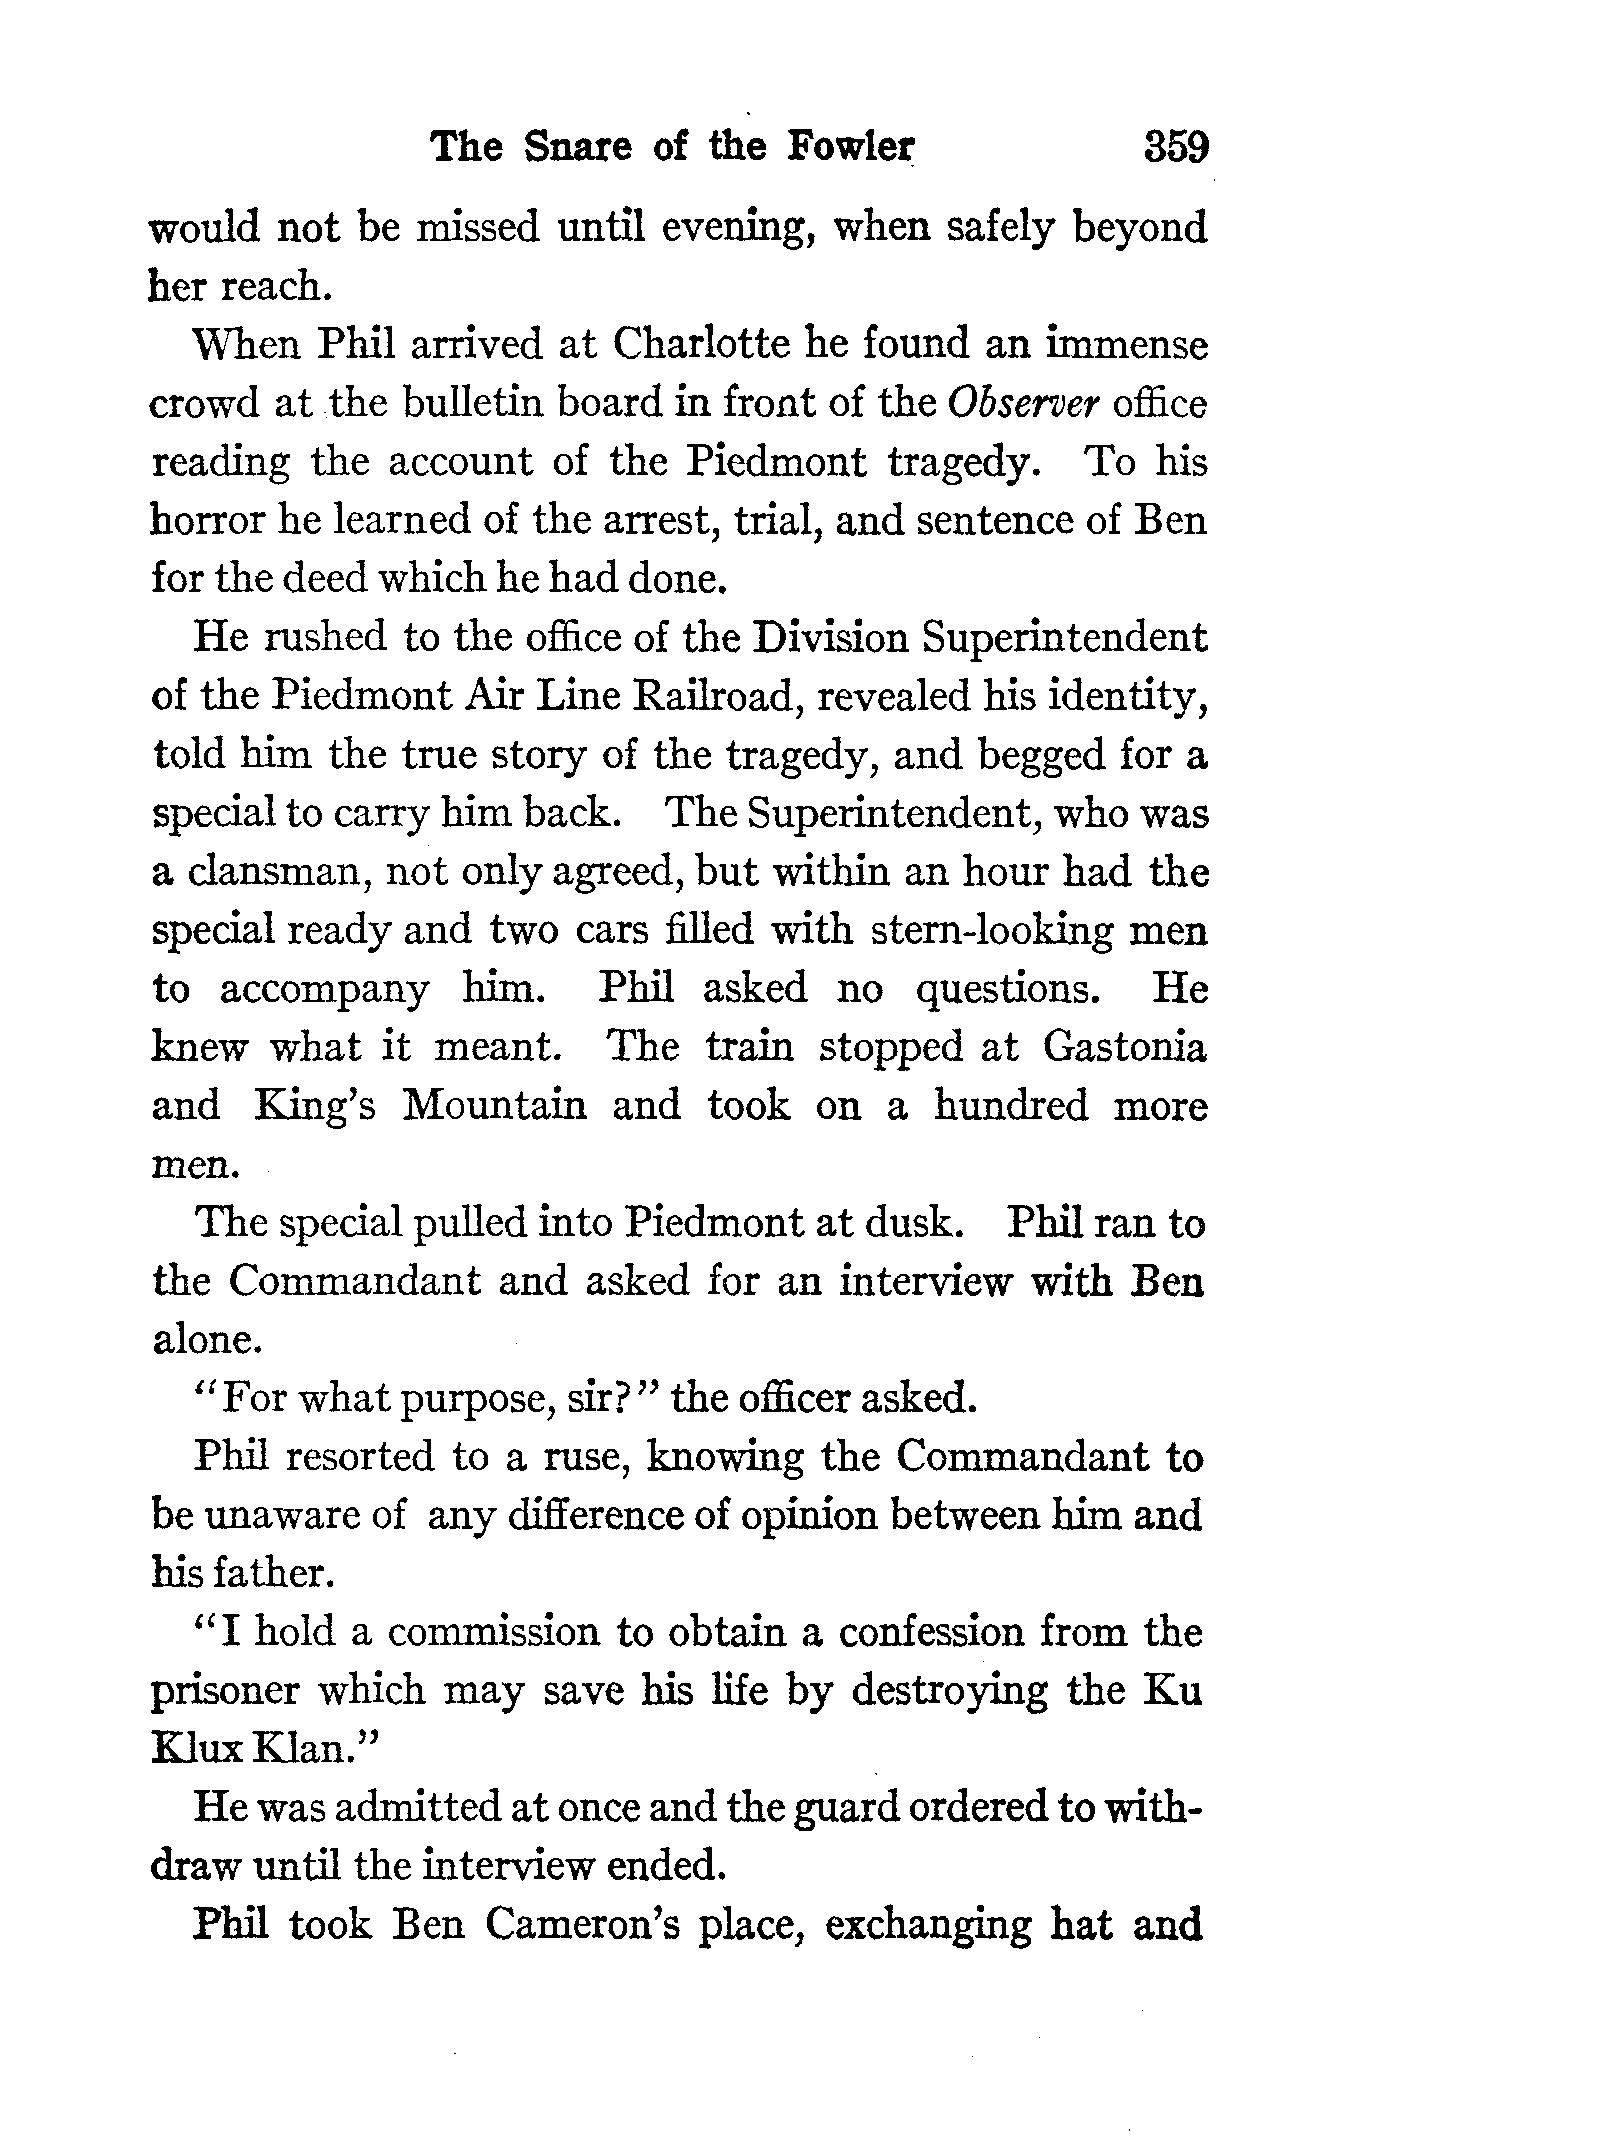 The Snare of the Fowler 359
would not be missed until evening, when safely beyond
her reach.
When Phil arrived at Charlotte he found an immense
crowd at the bulletin board in front of the Observer office
reading the account of the Piedmont tragedy. To his
horror he learned of the arrest, trial, and sentence of Ben
for the deed which he had done.
He rushed to the office of the Division Superintendent
of the Piedmont Air Line Railroad, revealed his identity,
told him the true story of the tragedy, and begged for a
special to carry him back. The Superintendent, who was
a clansman, not only agreed, but within an hour had the
special ready and two cars filled with stern-looking men
to accompany him. Phil asked no questions. He
knew what it meant. The train stopped at Gastonia
and King's Mountain and took on a hundred more
men.
The special pulled into Piedmont at dusk. Phil ran to
the Commandant and asked for an interview with Ben
alone.
"For what purpose, sir?" the officer asked.
Phil resorted to a ruse, knowing the Commandant to
be unaware of any difference of opinion between him and
his father.
"I hold a commission to obtain a confession from the
prisoner which may save his life by destroying the Ku
Klux Klan."
He was admitted at once and the guard ordered to with-
draw until the interview ended.
Phil took Ben Cameron's place, exchanging hat and